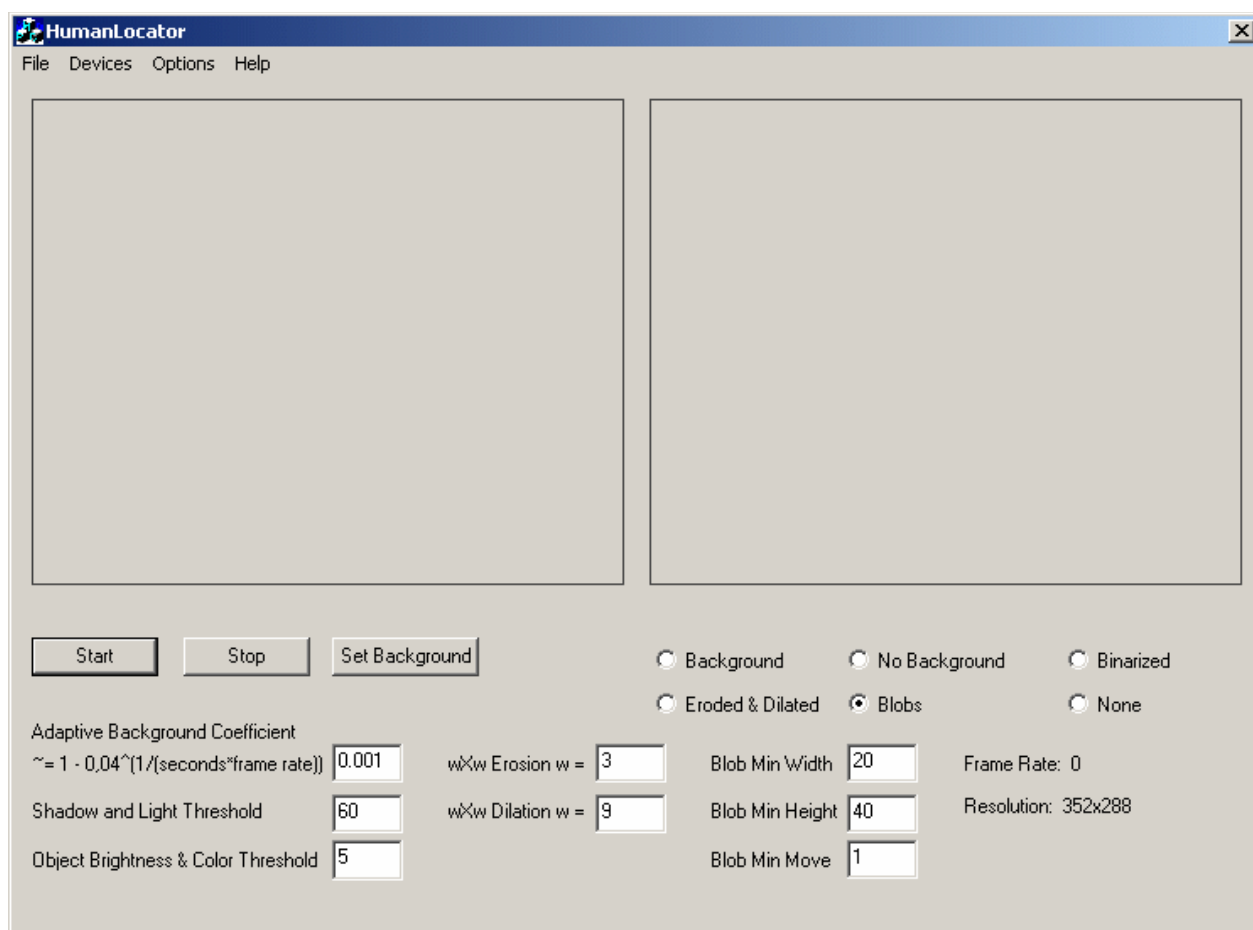 HumanLocator
File Devices Options Help
Start Stop Set Background
Background No Background Binarized
Eroded & Dilated Blobs None
Adaptive Background Coefficient
~= 1 - 0,04^(1/(seconds*frame rate)) 0.001 wXw Erosion w = 3 Blob Min Width 20 Frame Rate: 0
Shadow and Light Threshold 60 wXw Dilation w = 9 Blob Min Height 40 Resolution: 352x288
Object Brightness & Color Threshold 5 Blob Min Move 1